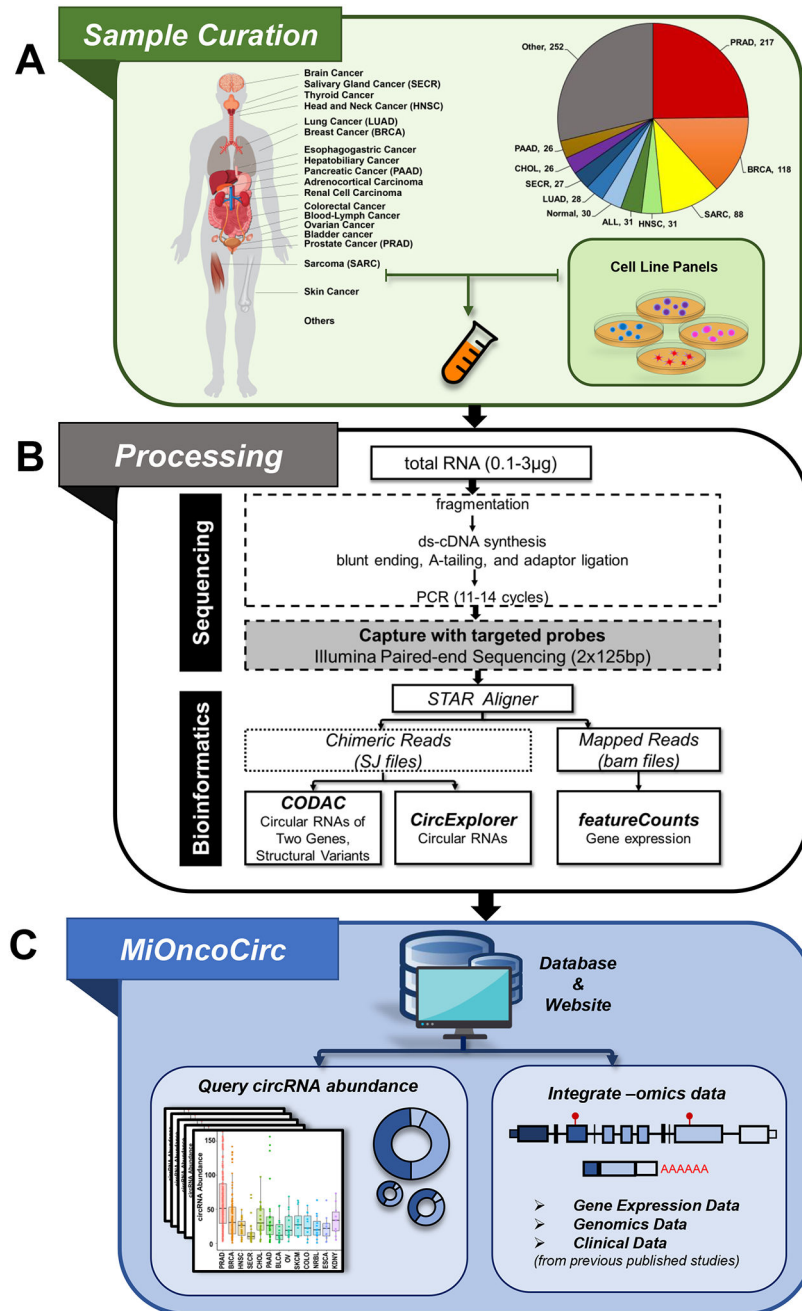 A
Sample Curation
Brain Cancer
Salivary Gland Cancer (SECR)
Thyroid Cancer
Head and Neck Cancer (HNSC)
Lung Cancer (LUAD)
Breast Cancer (BRCA)
Esophagogastric Cancer
Hepatobiliary Cancer
Pancreatic Cancer (PAAD)
Adrenocortical Carcinoma
Renal Cell Carcinoma
Colorectal Cancer
Blood-Lymph Cancer
Ovarian Cancer
Bladder cancer
Prostate Cancer (PRAD)
Sarcoma (SARC)
Skin Cancer
Others
Other, 252
PRAD, 217
BRCA, 118
SARC, 88
HNSC, 31
ALL, 31
Normal, 30
LUAD, 28
SECR, 27
CHOL, 26
PAAD, 26
Cell Line Panels
B
Processing
Sequencing
total RNA (0.1-3µg)
fragmentation
ds-cDNA synthesis
blunt ending, A-tailing, and adaptor ligation
PCR (11-14 cycles)
Capture with targeted probes
Illumina Paired-end Sequencing (2x125bp)
Bioinformatics
STAR Aligner
Chimeric Reads
(SJ files)
Mapped Reads
(bam files)
CODAC
Circular RNAs of
Two Genes,
Structural Variants
CircExplorer
Circular RNAs
featureCounts
Gene expression
C
MiOncoCirc
Database
&
Website
Query circRNA abundance
circRNA Abundance
150
100
50
0
PRAD
BRCA
HNSC
SECR
CHOL
PAAD
BLCA
OV
SKCM
COLO
NRBL
ESCA
KDNY
Integrate –omics data
AAAAAA
➢ Gene Expression Data
➢ Genomics Data
➢ Clinical Data
(from previous published studies)